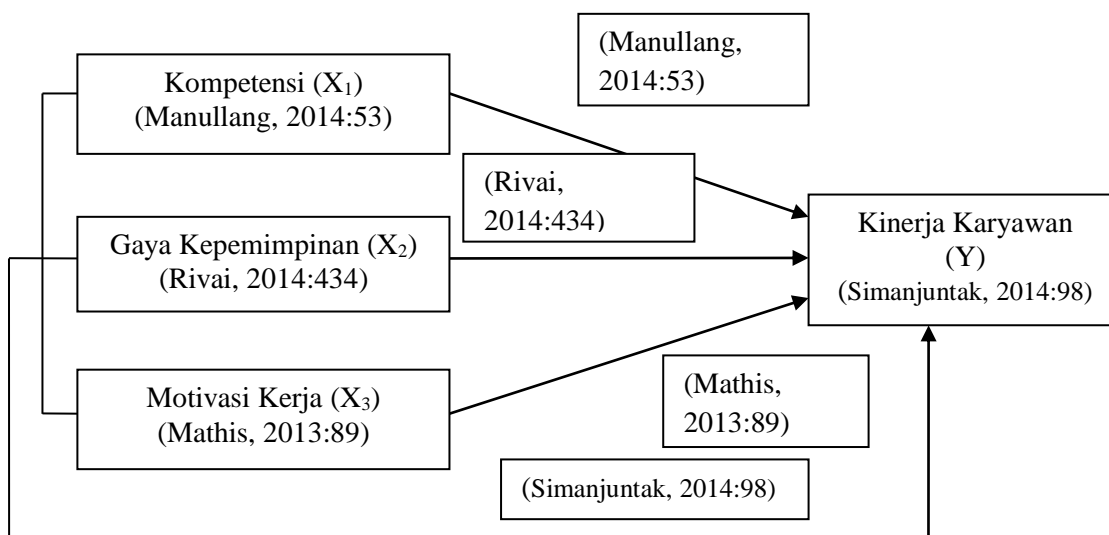 (Manullang,
2014:53)
Kompetensi (X₁)
(Manullang, 2014:53)
(Rivai,
2014:434)
Gaya Kepemimpinan (X₂)
(Rivai, 2014:434)
Kinerja Karyawan
(Y)
(Simanjuntak, 2014:98)
Motivasi Kerja (X₃)
(Mathis, 2013:89)
(Mathis,
2013:89)
(Simanjuntak, 2014:98)